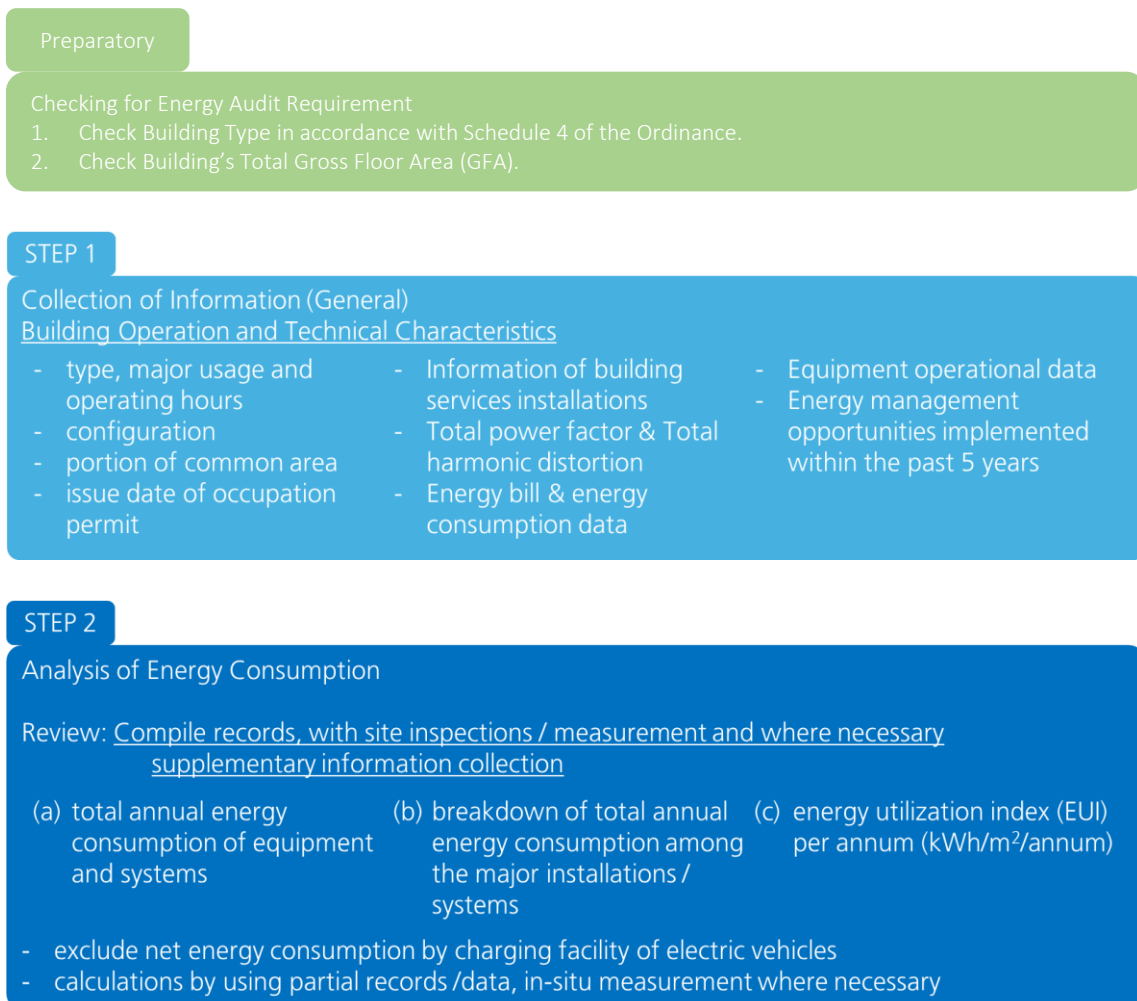 Preparatory
Checking for Energy Audit Requirement
1. Check Building Type in accordance with Schedule 4 of the Ordinance.
2. Check Building's Total Gross Floor Area (GFA).
STEP 1
Collection of Information (General)
Building Operation and Technical Characteristics
- type, major usage and
operating hours
- configuration
- portion of common area
- issue date of occupation
permit
- Information of building
services installations
- Total power factor & Total
harmonic distortion
- Energy bill & energy
consumption data
- Equipment operational data
- Energy management
opportunities implemented
within the past 5 years
STEP 2
Analysis of Energy Consumption
Review: Compile records, with site inspections / measurement and where necessary
supplementary information collection
(a) total annual energy
consumption of equipment
and systems
(b) breakdown of total annual
energy consumption among
the major installations /
systems
(c) energy utilization index (EUI)
per annum (kWh/m²/annum)
- exclude net energy consumption by charging facility of electric vehicles
- calculations by using partial records /data, in-situ measurement where necessary